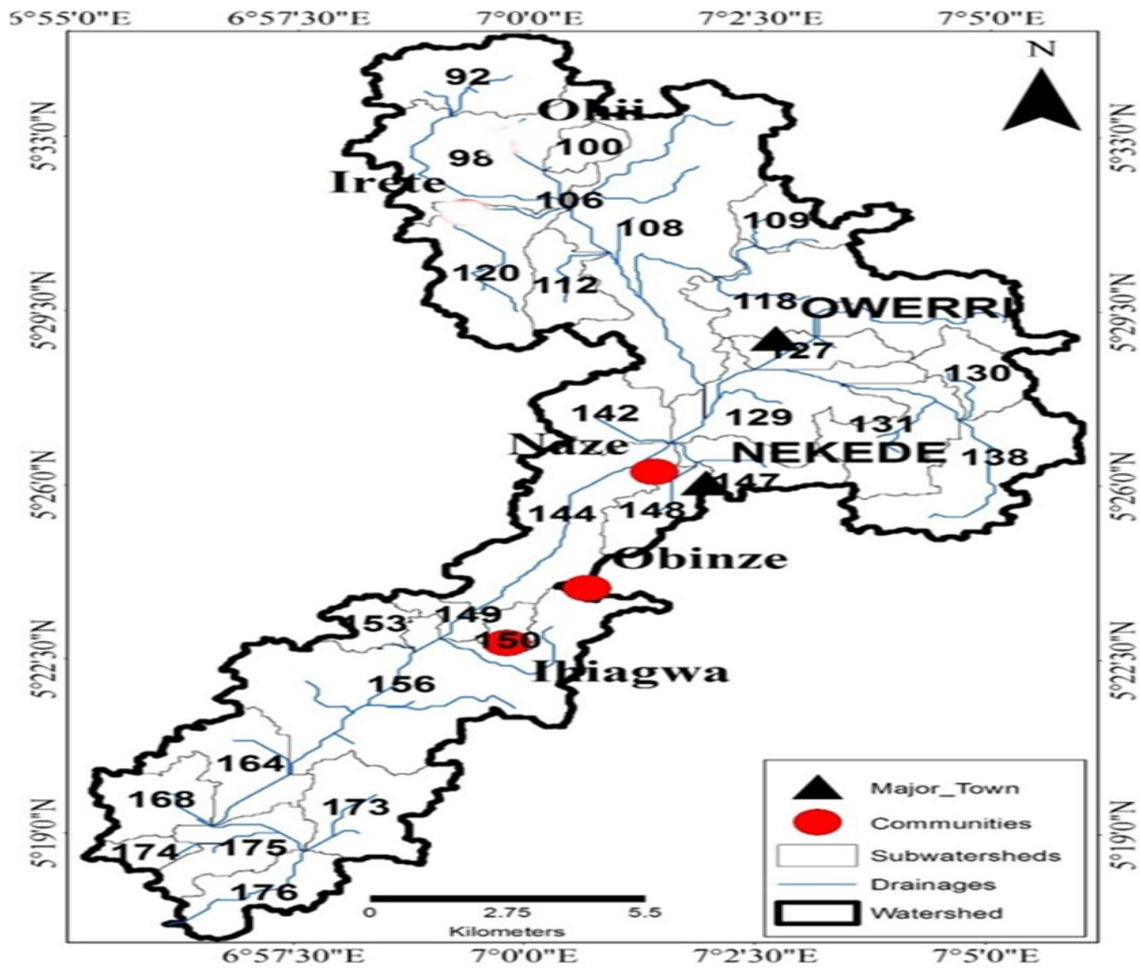 5°55'0"E 6°57'30"E 7°0'0"E 7°2'30"E 7°5'0"E
N
92
Ohii
5°33'0"N
5°33'0"N
98
100
Irete
106
108
109
120
112
118
OWERRI
5°29'30"N
5°29'30"N
127
130
142
129
131
Naze
NEKEDE
138
5°26'0"N
5°26'0"N
147
144
148
Obinze
153
149
150
5°22'30"N
5°22'30"N
Ihiagwa
156
164
168
173
5°19'0"N
5°19'0"N
174
175
176
0 2.75 5.5
Kilometers
Major_Town
Communities
Subwatersheds
Drainages
Watershed
6°57'30"E 7°0'0"E 7°2'30"E 7°5'0"E